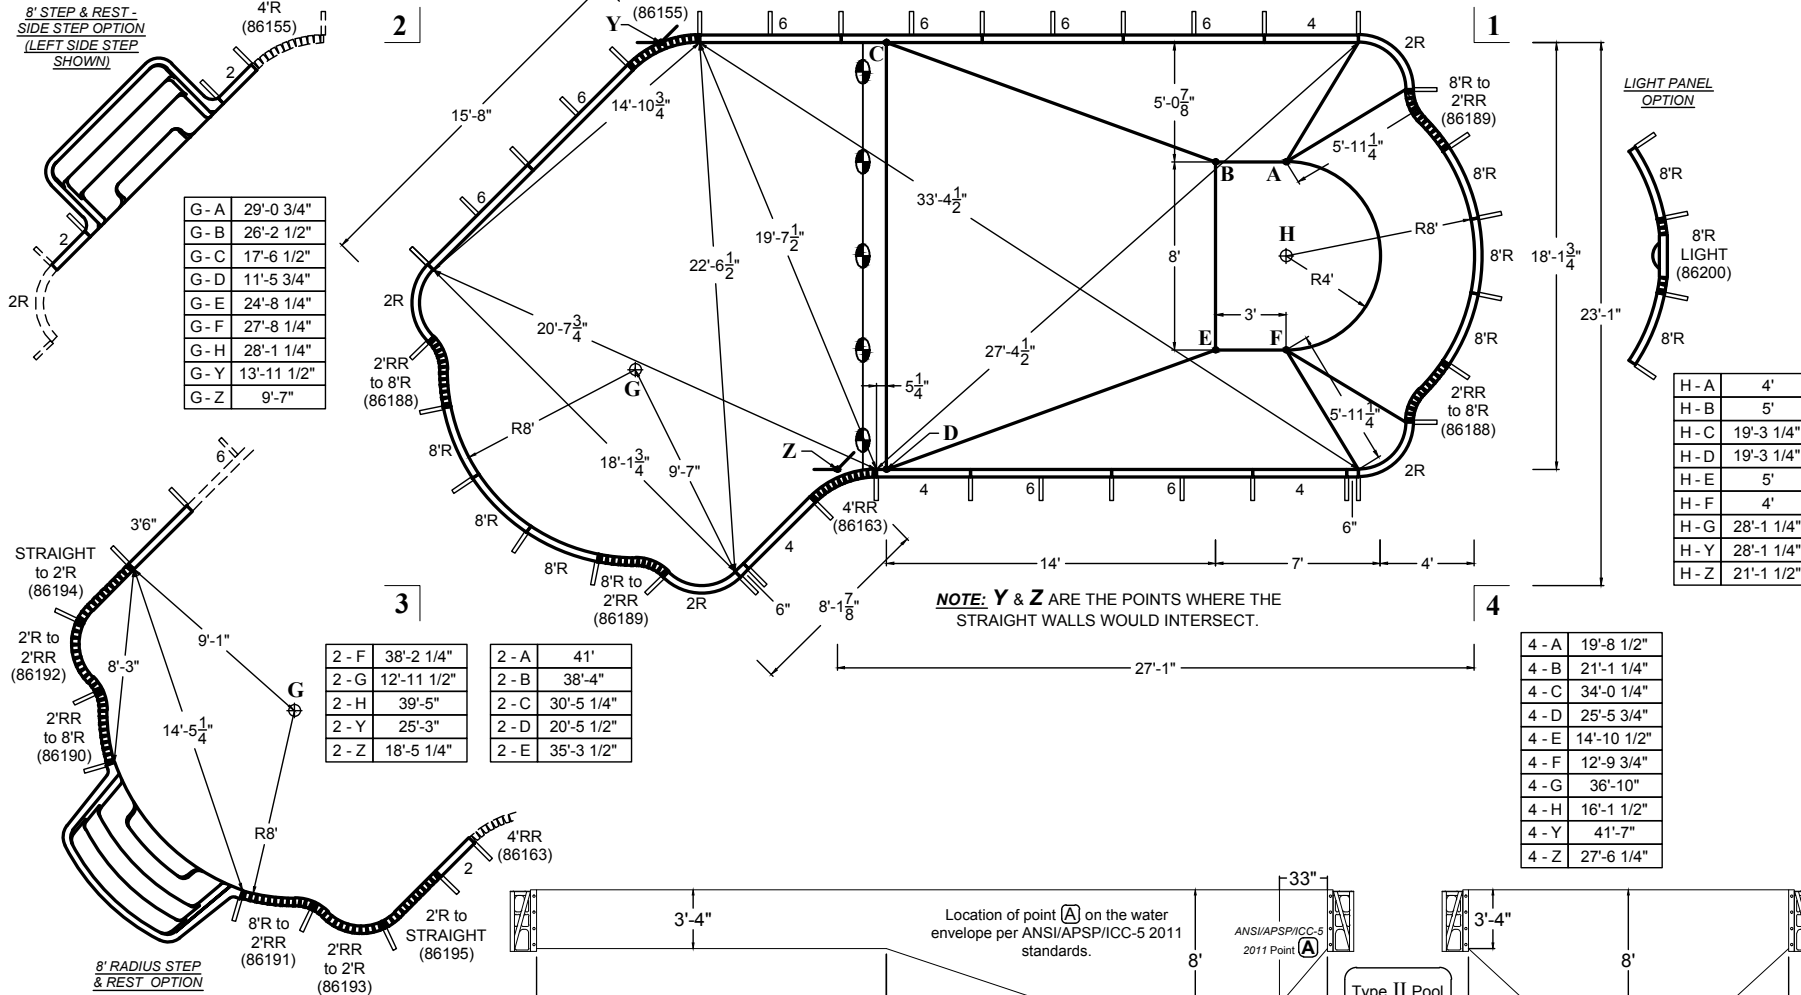 8' STEP & REST -
SIDE STEP OPTION
(LEFT SIDE STEP
SHOWN)
4'R
(86155)
2
2
2R
2
1
Y
(86155)
6
6
6
6
4
2R
C
15'-8"
6
14'-10 3/4"
6
5'-0 7/8"
8'R to
2'RR
(86189)
LIGHT PANEL
OPTION
5'-11 1/4"
8'R
8'R
B
A
33'-4 1/2"
19'-7 1/2"
22'-6 1/2"
H
R8'
8'
R4'
8'R
18'-1 3/4"
8'R
LIGHT
(86200)
G - A 29'-0 3/4"
G - B 26'-2 1/2"
G - C 17'-6 1/2"
G - D 11'-5 3/4"
G - E 24'-8 1/4"
G - F 27'-8 1/4"
G - H 28'-1 1/4"
G - Y 13'-11 1/2"
G - Z 9'-7"
2R
20'-7 3/4"
3'
23'-1"
E
F
8'R
8'R
27'-4 1/2"
2'RR
to 8'R
(86188)
G
5 1/4"
5'-11 1/4"
2'RR
to 8'R
(86188)
H - A 4'
H - B 5'
H - C 19'-3 1/4"
H - D 19'-3 1/4"
H - E 5'
H - F 4'
H - G 28'-1 1/4"
H - Y 28'-1 1/4"
H - Z 21'-1 1/2"
R8'
8'R
18'-1 3/4"
9'-7"
Z
D
2R
4
6
6
4
6"
6
3'6"
8'R
4'RR
(86163)
4
STRAIGHT
to 2'R
(86194)
8'R
8'R to
2'RR
(86189)
2R
6"
14'
7'
4'
8'-1 7/8"
3
4
NOTE: Y & Z ARE THE POINTS WHERE THE
STRAIGHT WALLS WOULD INTERSECT.
27'-1"
2'R to
2'RR
(86192)
9'-1"
8'-3"
G
14'-5 1/4"
2'RR
to 8'R
(86190)
2 - F 38'-2 1/4"
2 - G 12'-11 1/2"
2 - H 39'-5"
2 - Y 25'-3"
2 - Z 18'-5 1/4"
2 - A 41'
2 - B 38'-4"
2 - C 30'-5 1/4"
2 - D 20'-5 1/2"
2 - E 35'-3 1/2"
4 - A 19'-8 1/2"
4 - B 21'-1 1/4"
4 - C 34'-0 1/4"
4 - D 25'-5 3/4"
4 - E 14'-10 1/2"
4 - F 12'-9 3/4"
4 - G 36'-10"
4 - H 16'-1 1/2"
4 - Y 41'-7"
4 - Z 27'-6 1/4"
R8'
4'RR
(86163)
2
8'R to
2'RR
(86191)
2'RR
to 2'R
(86193)
2'R to
STRAIGHT
(86195)
8' RADIUS STEP
& REST OPTION
3'-4"
Location of point A on the water
envelope per ANSI/APSP/ICC-5 2011
standards.
33"
ANSI/APSP/ICC-5
2011 Point A
8'
Type II Pool
3'-4"
8'